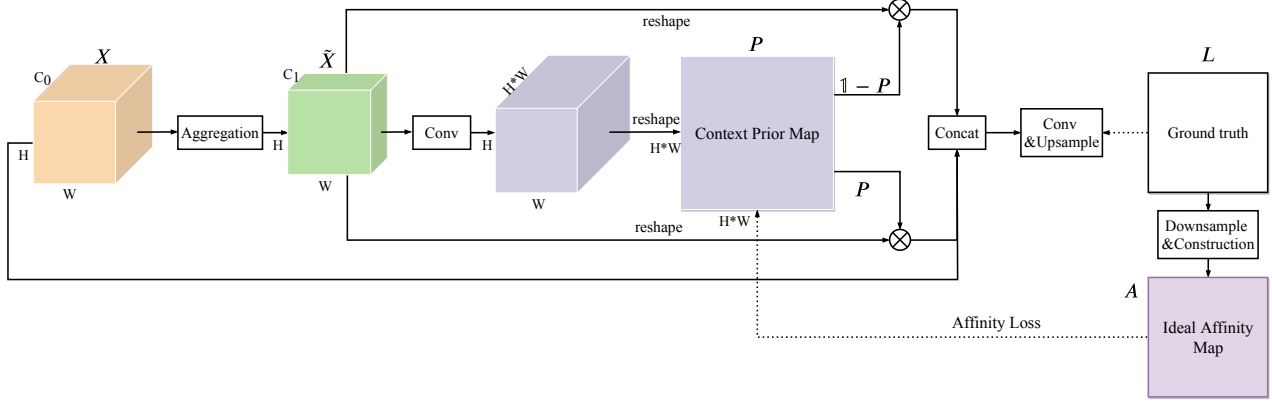 reshape
X
C0
X̃
C1
H*W
P
𝟙 − P
L
H
W
Aggregation
H
W
Conv
H
W
reshape
H*W
Context Prior Map
H*W
P
reshape
Concat
Conv
&Upsample
Ground truth
Downsample
&Construction
A
Ideal Affinity
Map
Affinity Loss